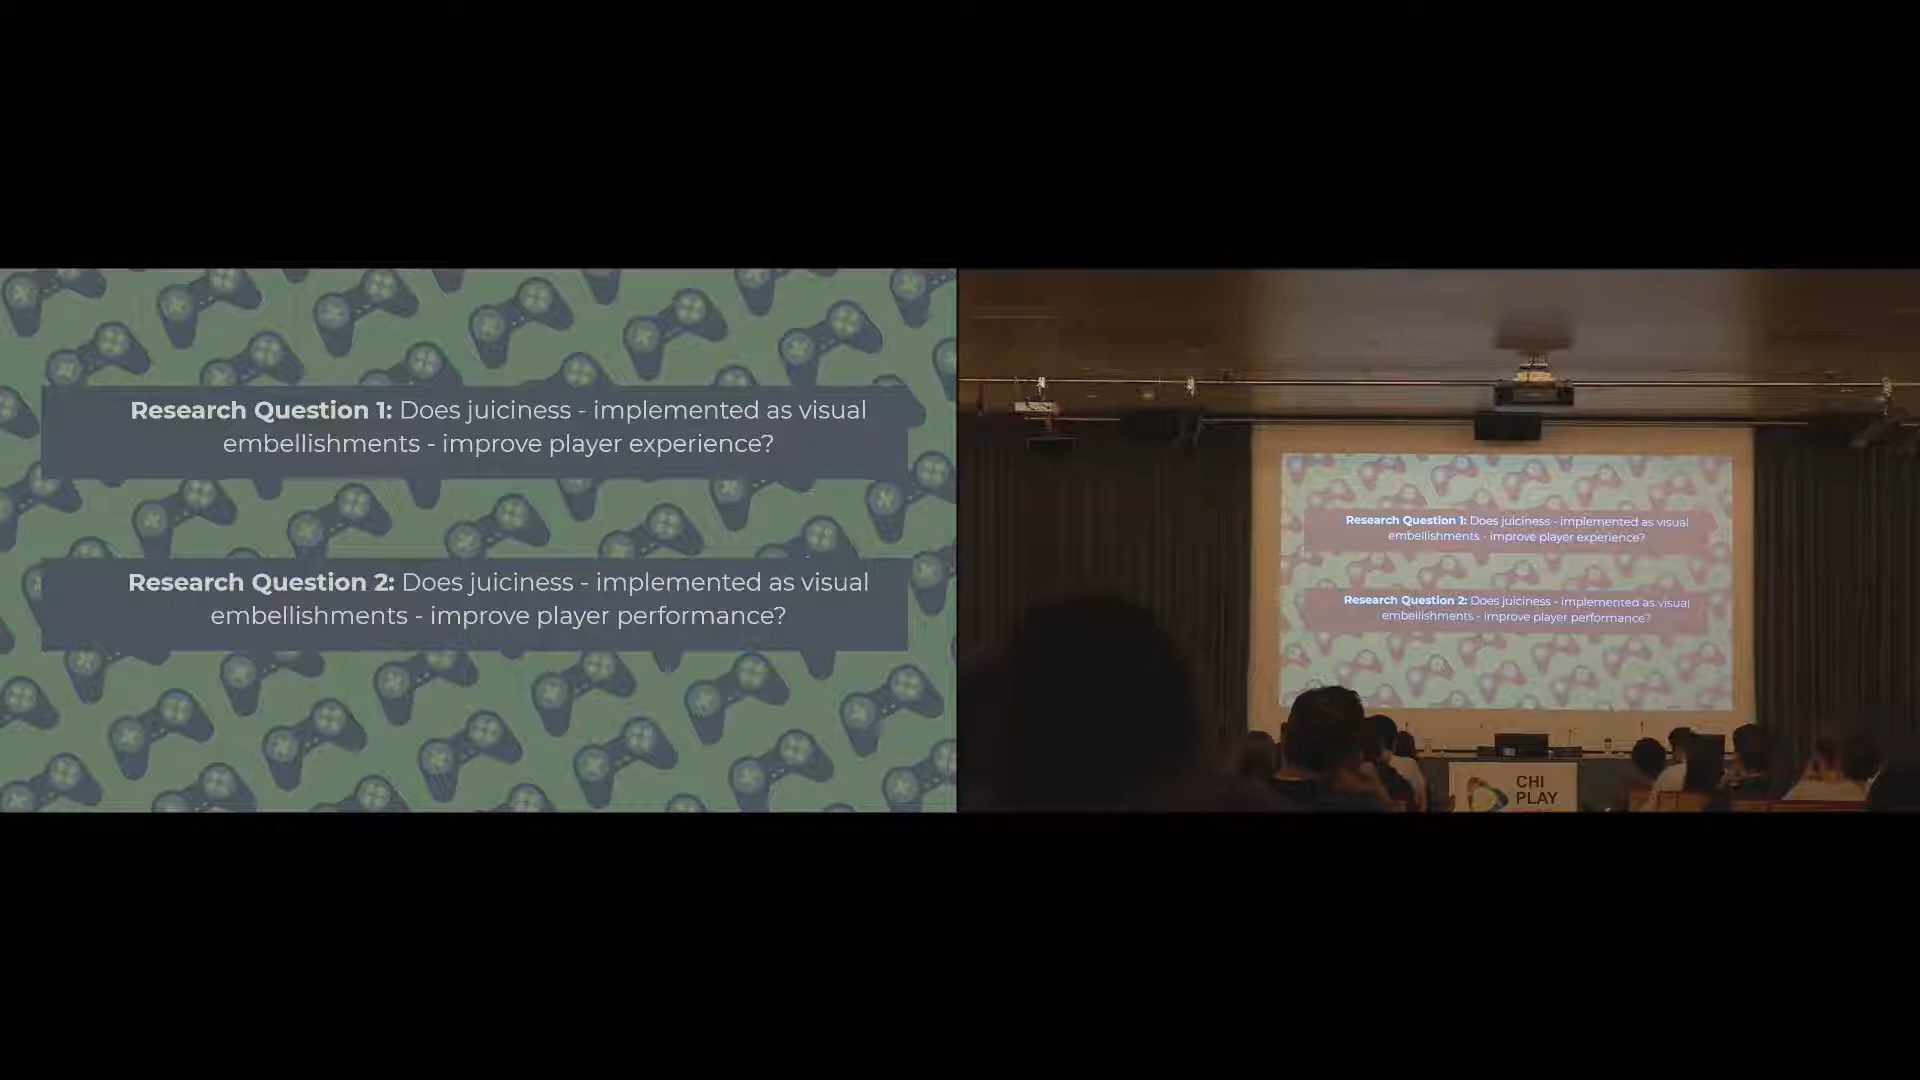 Research Question 1: Does juiciness - implemented as visual
embellishments - improve player experience?
Research Question 2: Does juiciness - implemented as visual
embellishments - improve player performance?
Research Question 1: Does juiciness - implemented as visual
embellishments - improve player experience?
Research Question 2: Does juiciness - implemented as visual
embellishments - improve player performance?
CHI
PLAY